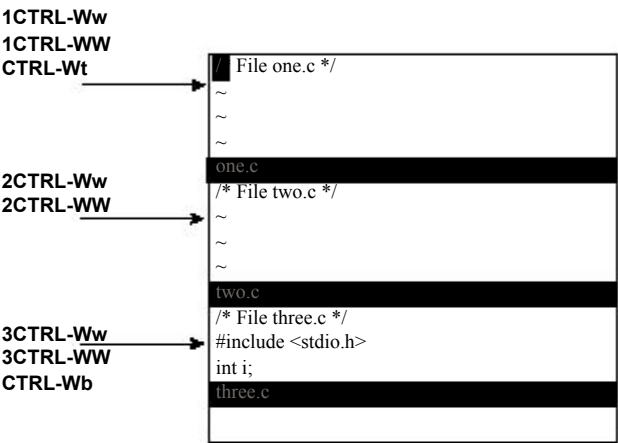 1CTRL-Ww
1CTRL-WW
CTRL-Wt
/ File one.c */
~
~
~
one.c
2CTRL-Ww
2CTRL-WW
/* File two.c */
~
~
~
two.c
3CTRL-Ww
3CTRL-WW
CTRL-Wb
/* File three.c */
#include <stdio.h>
int i;
three.c